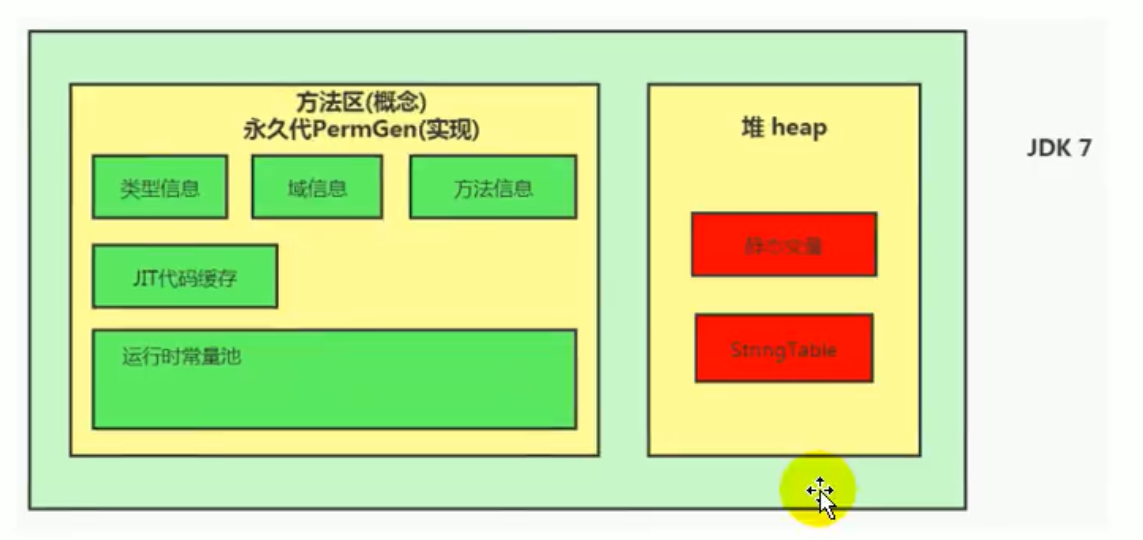 方法区(概念)
永久代PermGen(实现)
类型信息
域信息
方法信息
JIT代码缓存
运行时常量池
堆 heap
静态变量
StringTable
JDK 7